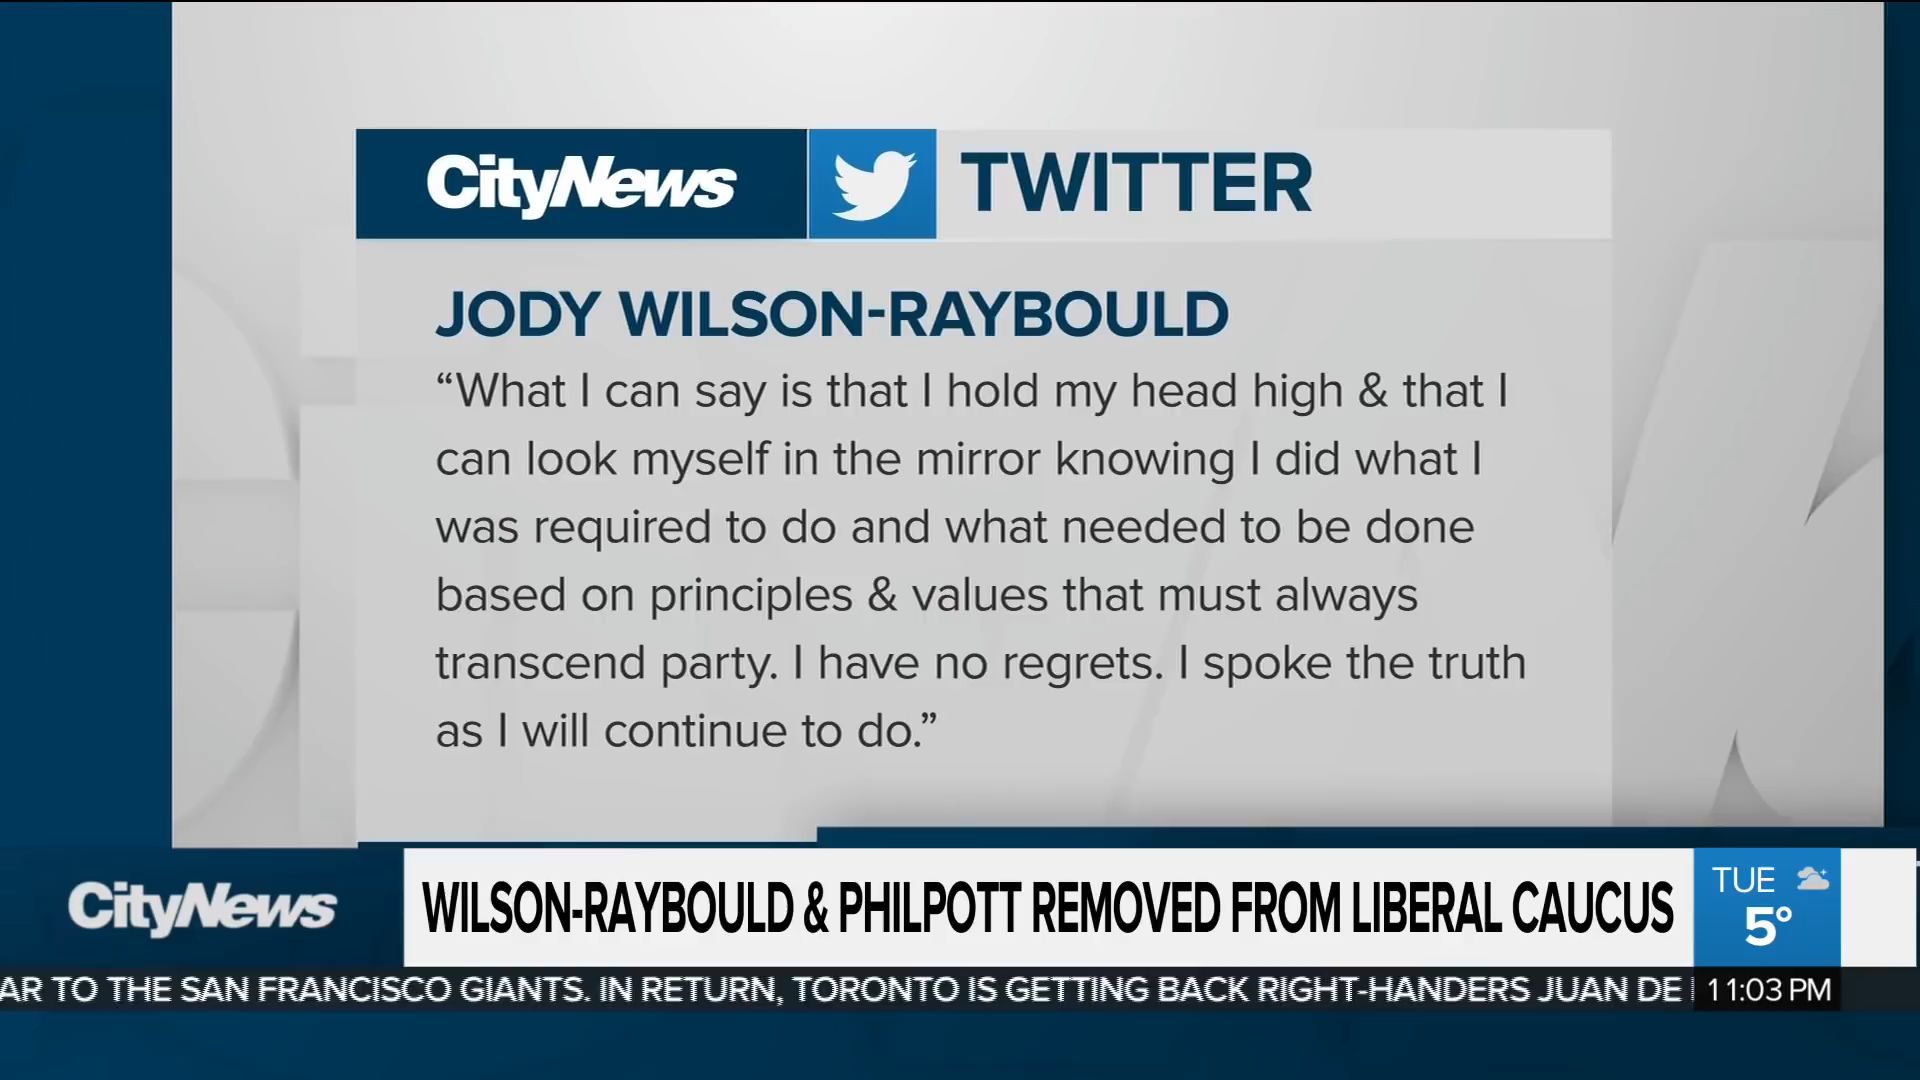 CityNews
TWITTER
JODY WILSON-RAYBOULD
“What I can say is that I hold my head high & that I
can look myself in the mirror knowing I did what I
was required to do and what needed to be done
based on principles & values that must always
transcend party. I have no regrets. I spoke the truth
as I will continue to do.”
CityNews
WILSON-RAYBOULD & PHILPOTT REMOVED FROM LIBERAL CAUCUS
TUE
5°
AR TO THE SAN FRANCISCO GIANTS. IN RETURN, TORONTO IS GETTING BACK RIGHT-HANDERS JUAN DE
11:03 PM